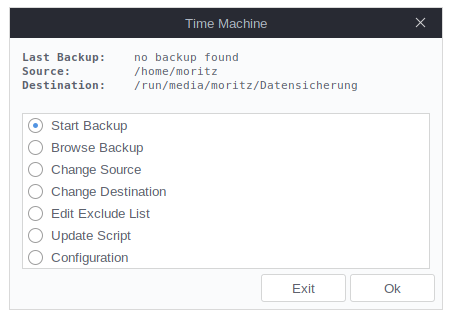 Time Machine
Last Backup: no backup found
Source: /home/moritz
Destination: /run/media/moritz/Datensicherung
Start Backup
Browse Backup
Change Source
Change Destination
Edit Exclude List
Update Script
Configuration
Exit Ok